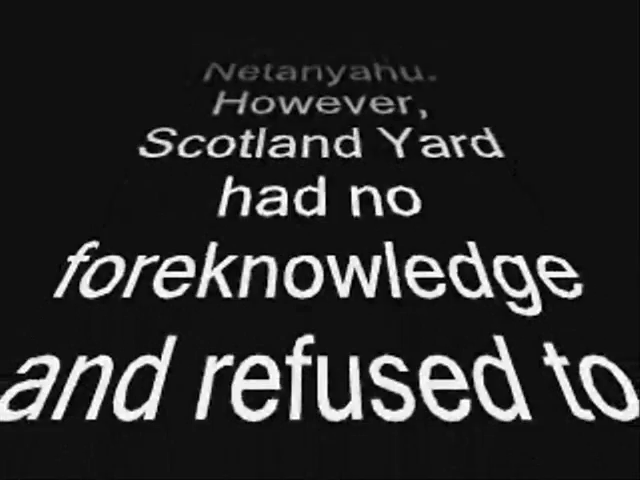 Netanyahu.
However,
Scotland Yard
had no
foreknowledge
and refused to